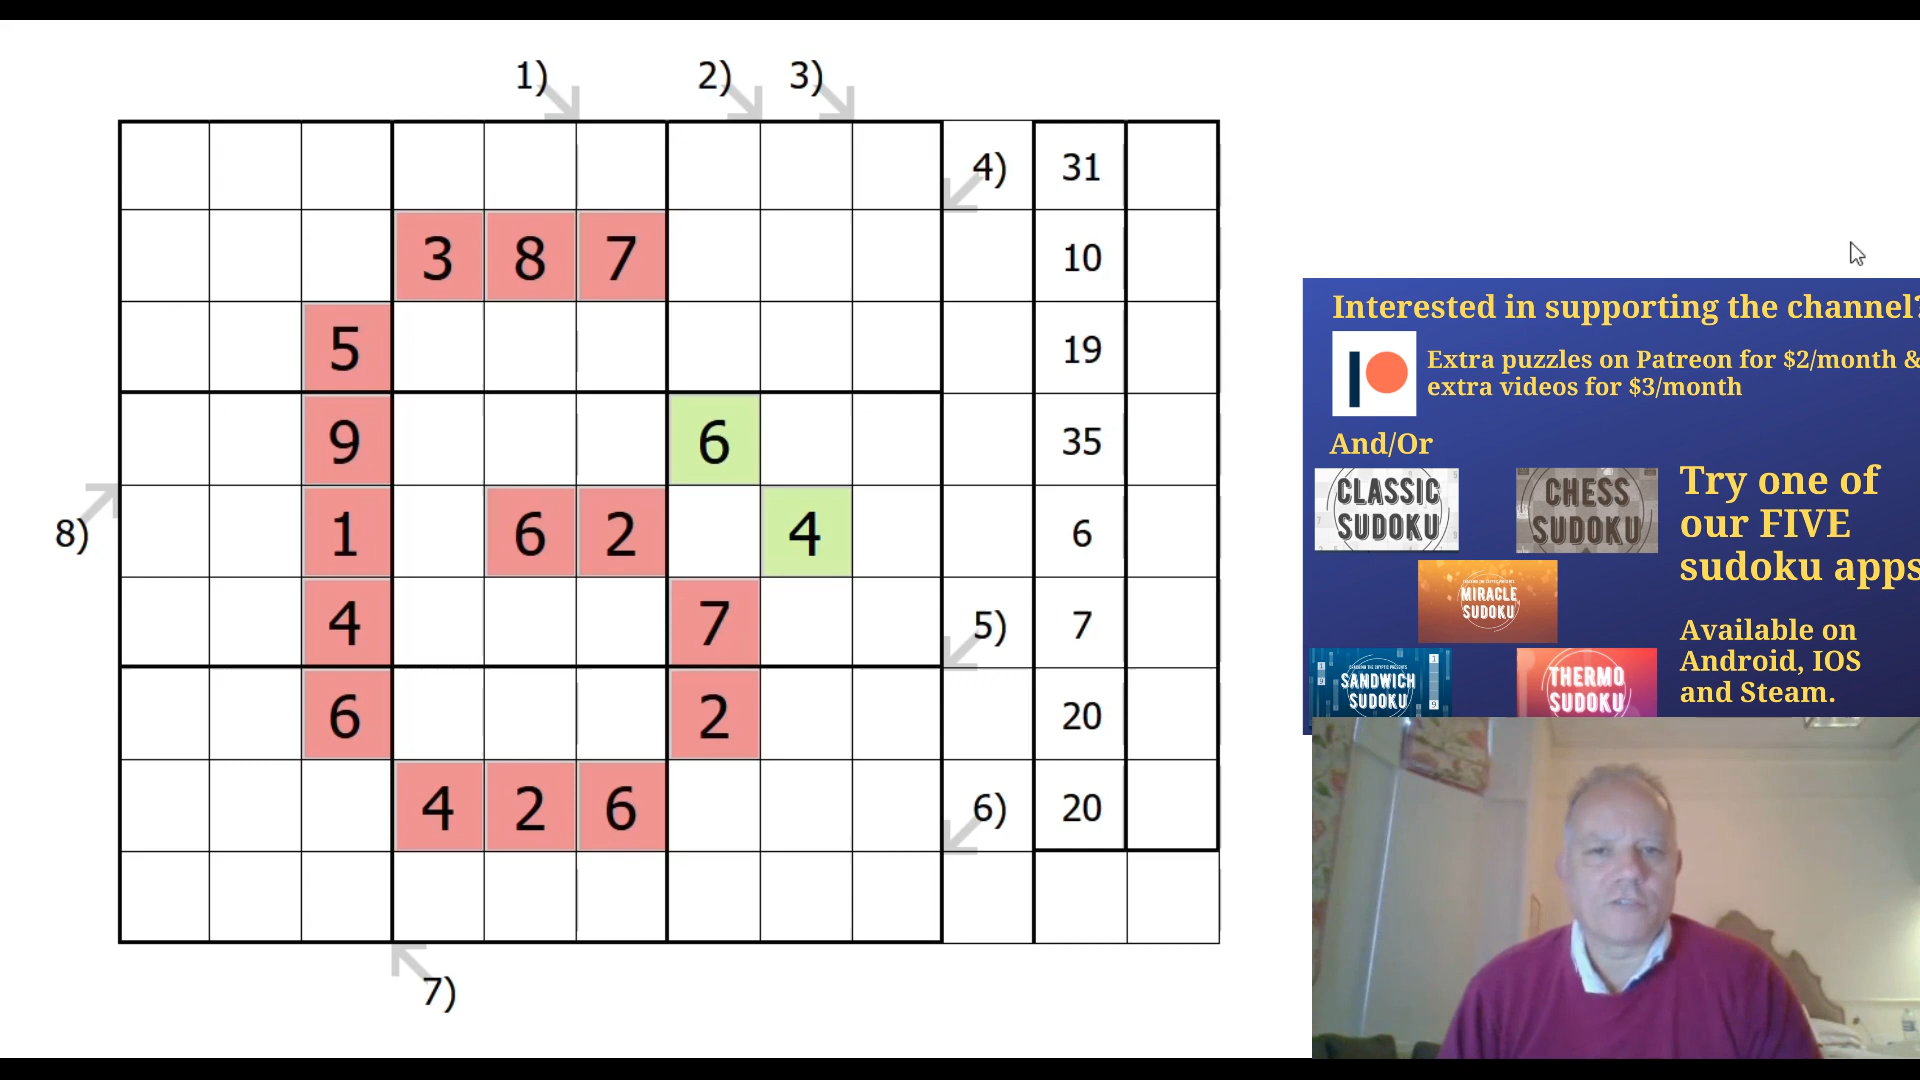 1) 2) 3)
4) 31
3 8 7 10
5 19
9 6 35
8) 1 6 2 4 6
4 7 5) 7
6 2 20
4 2 6 6) 20
7)
Interested in supporting the channel?
Extra puzzles on Patreon for $2/month &
extra videos for $3/month
And/Or
CLASSIC
SUDOKU
CHESS
SUDOKU
MIRACLE
SUDOKU
SANDWICH
SUDOKU
THERMO
SUDOKU
Try one of
our FIVE
sudoku apps
Available on
Android, IOS
and Steam.